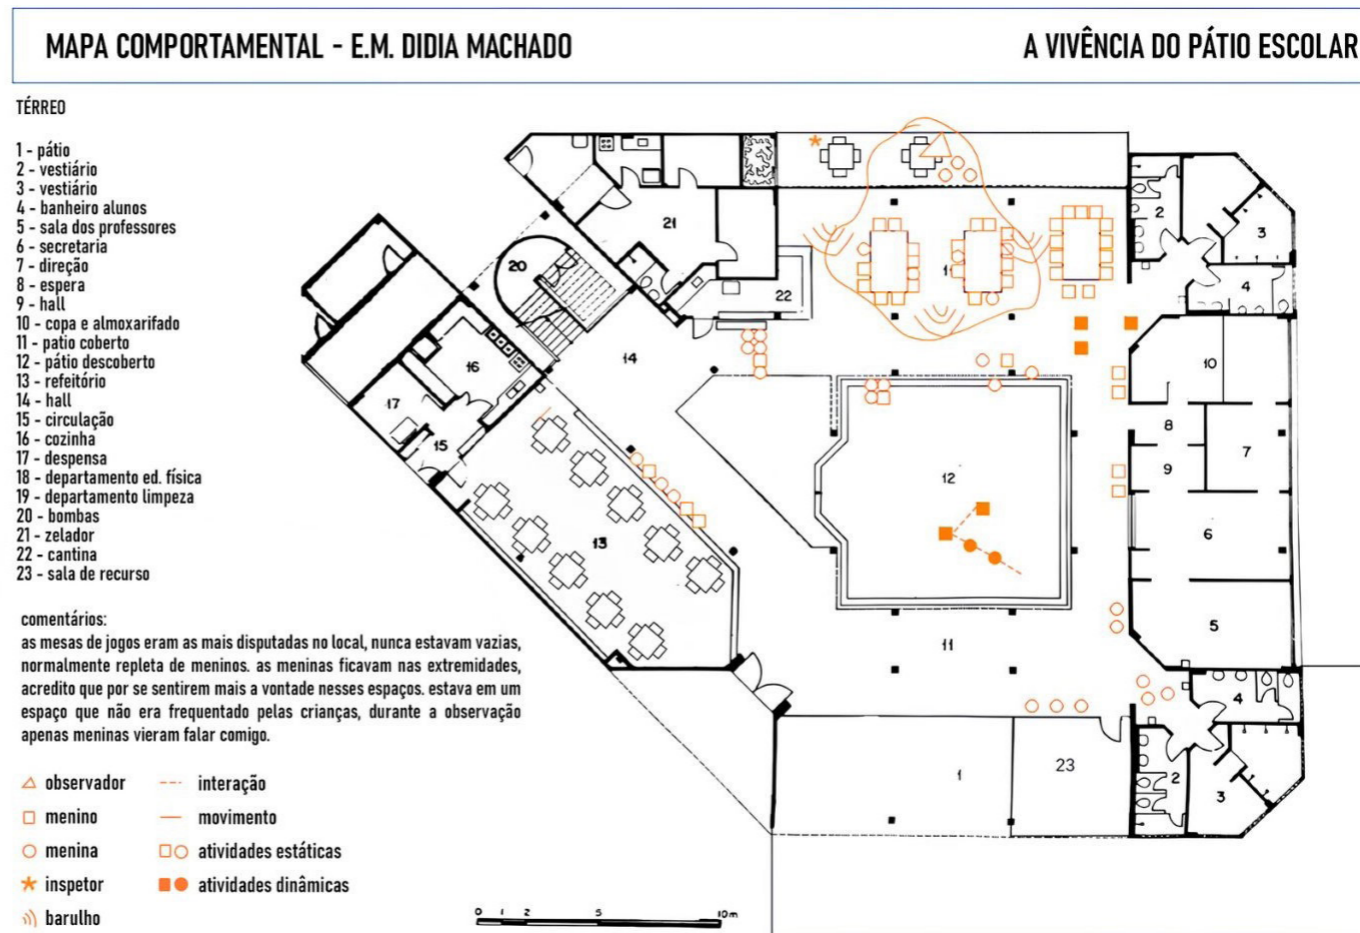 MAPA COMPORTAMENTAL - E.M. DIDIA MACHADO
A VIVÊNCIA DO PÁTIO ESCOLAR
TÉRREO
1 - pátio
2 - vestiário
3 - vestiário
4 - banheiro alunos
5 - sala dos professores
6 - secretaria
7 - direção
8 - espera
9 - hall
10 - copa e almoxarifado
11 - patio coberto
12 - pátio descoberto
13 - refeitório
14 - hall
15 - circulação
16 - cozinha
17 - despensa
18 - departamento ed. física
19 - departamento limpeza
20 - bombas
21 - zelador
22 - cantina
23 - sala de recurso
comentários:
as mesas de jogos eram as mais disputadas no local, nunca estavam vazias,
normalmente repleta de meninos. as meninas ficavam nas extremidades,
acredito que por se sentirem mais a vontade nesses espaços. estava em um
espaço que não era frequentado pelas crianças, durante a observação
apenas meninas vieram falar comigo.
observador
menino
menina
inspetor
barulho
interação
movimento
atividades estáticas
atividades dinâmicas
2
3
21
20
4
22
11
14
10
16
17
8
7
15
9
12
13
6
5
11
4
1
23
2
3
0 1 2 5 10m